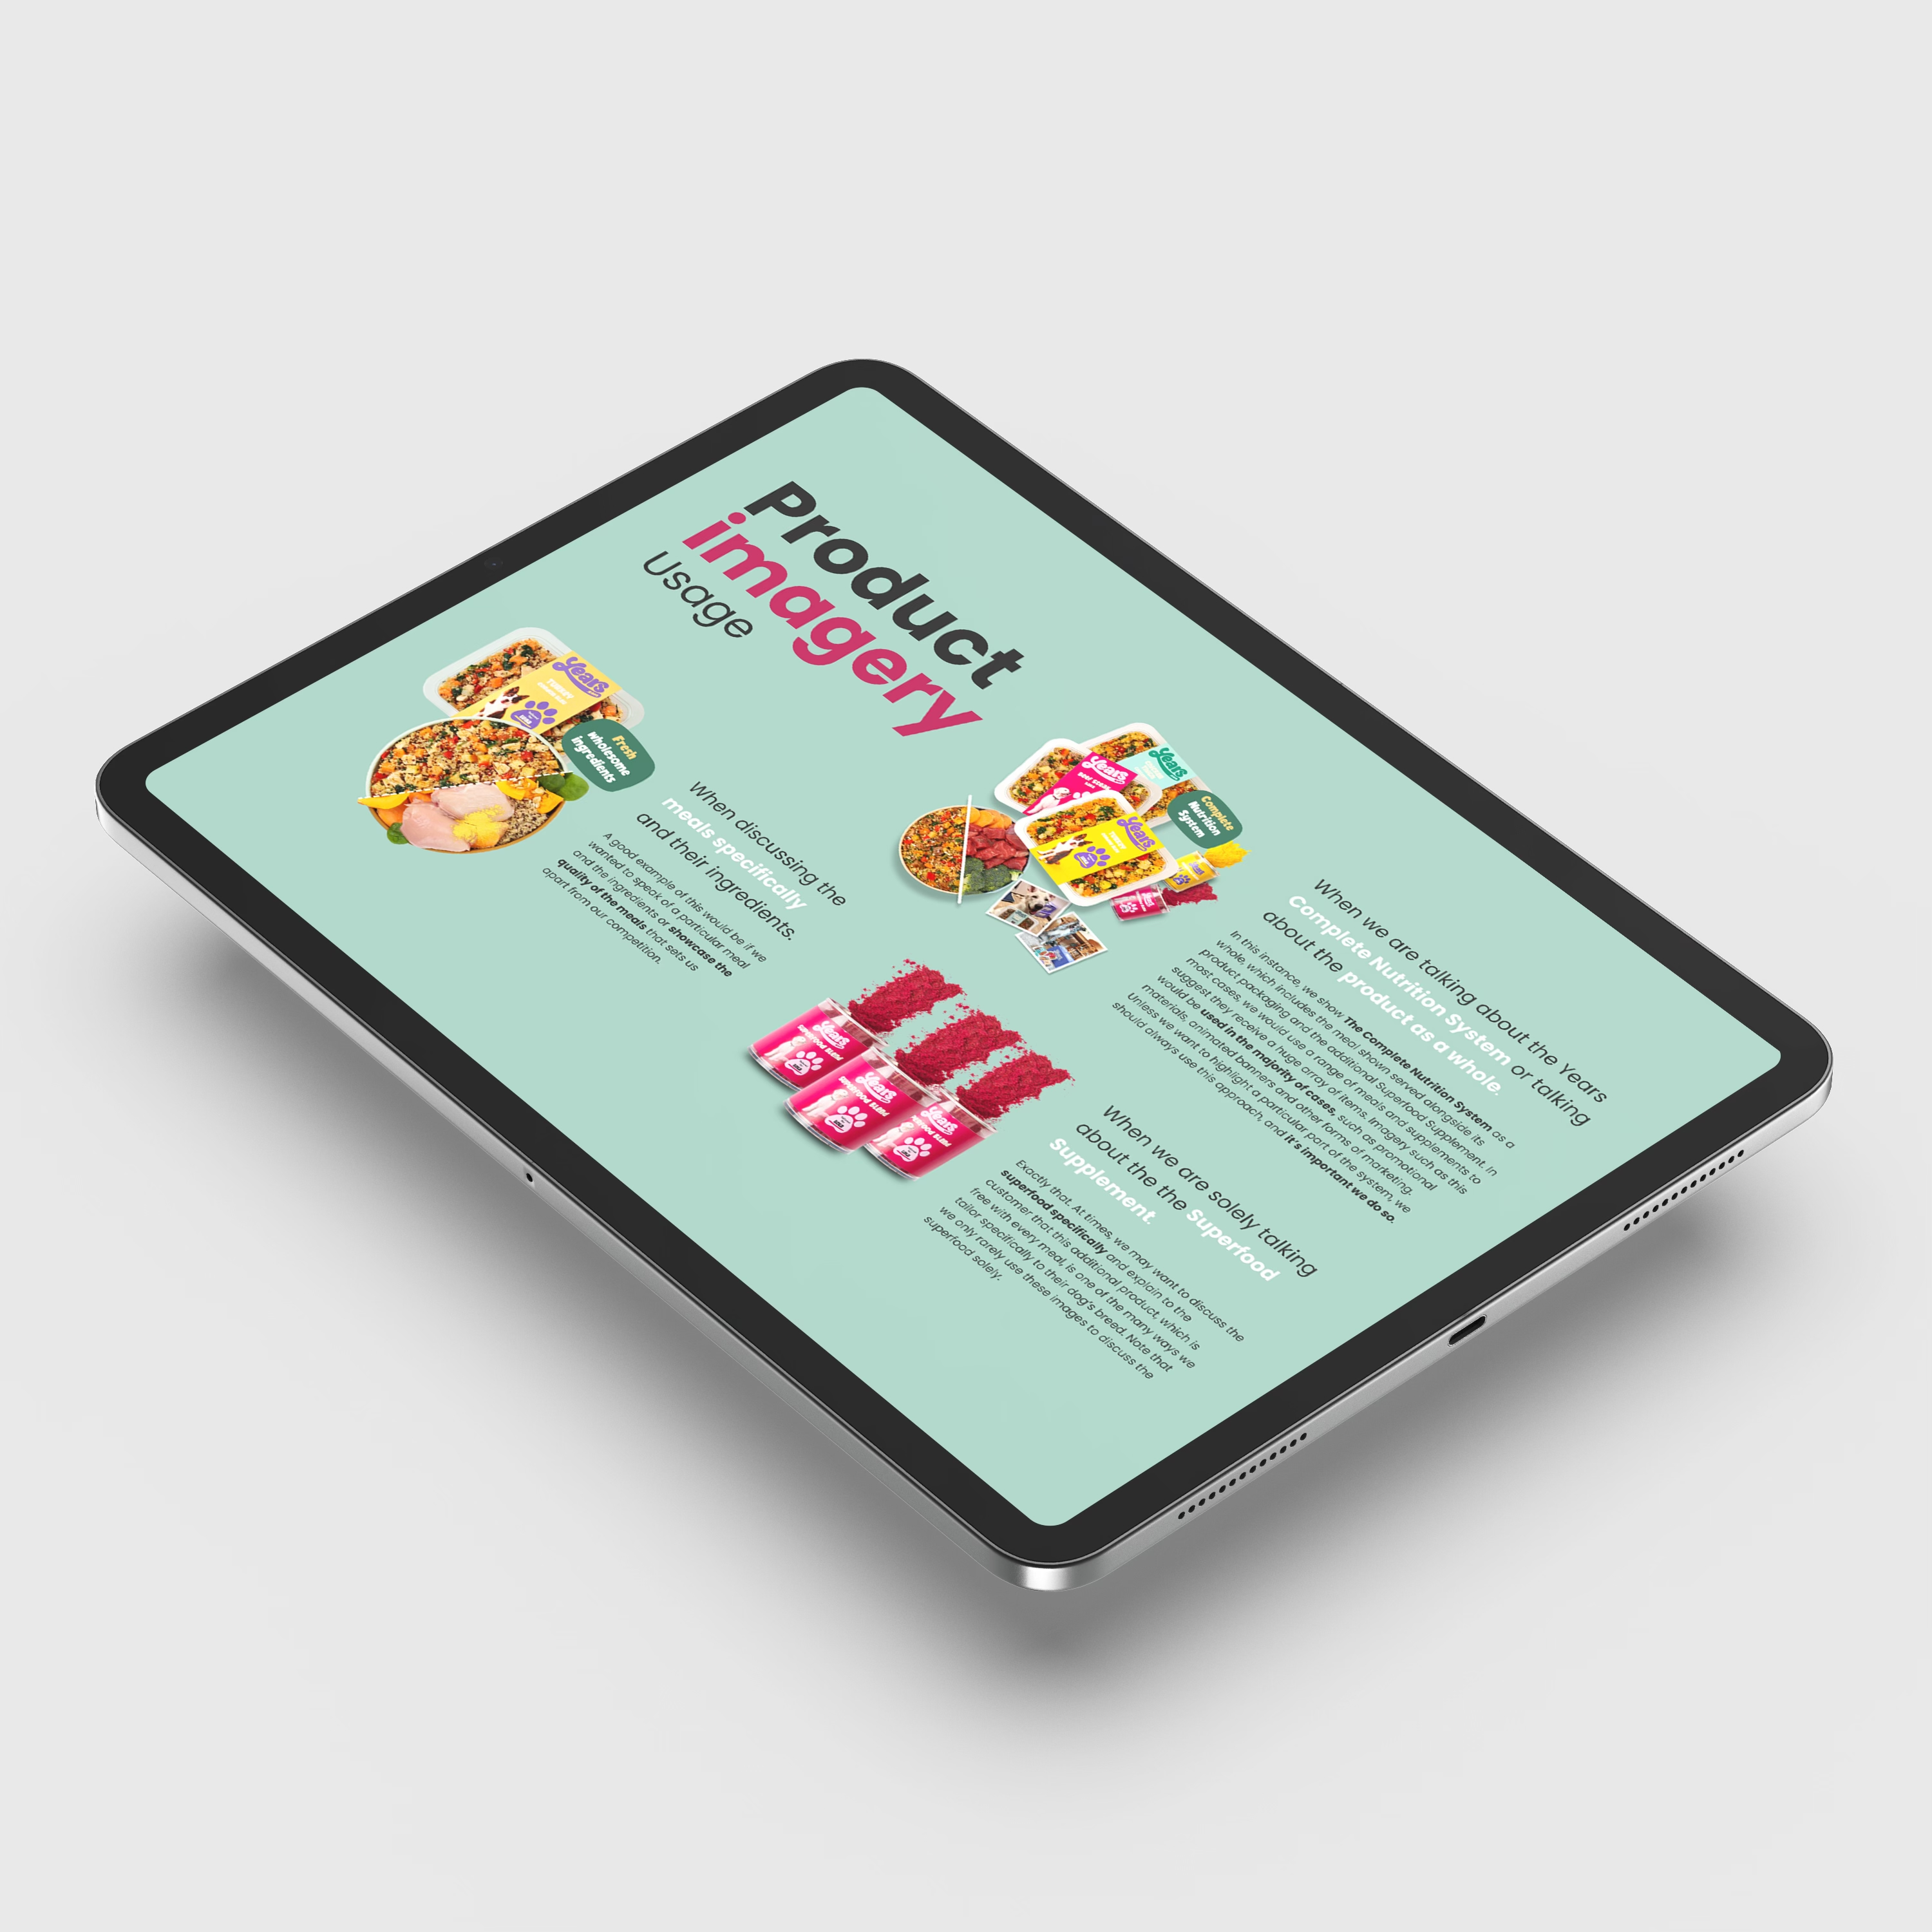 Product
imagery
Usage
Years
TURKEY
Fresh
wholesome
ingredients
When discussing the
meals specifically
and their ingredients.
A good example of this would be if we
wanted to speak of a particular meal
and the ingredients or showcase the
quality of the meals that sets us
apart from our competition.
Years
Years
Years
Complete
Nutrition
System
When we are talking about the Years
Complete Nutrition System or talking
about the product as a whole.
In this instance, we show The Complete Nutrition System as a
whole, which includes the meal shown served alongside its
product packaging and the additional Superfood Supplement. In
most cases, we would use a range of meals and supplements to
suggest they receive a huge array of items. Imagery such as this
would be used in the majority of cases, such as promotional
materials, animated banners and other forms of marketing.
Unless we want to highlight a particular part of the system, we
should always use this approach, and it's important we do so.
Years
Years
Years
When we are solely talking
about the the Superfood
Supplement.
Exactly that. At times, we may want to discuss the
superfood specifically and explain to the
customer that this additional product, which is
free with every meal, is one of the many ways we
tailor specifically to their dog's breed. Note that
we only rarely use these images to discuss the
superfood solely.